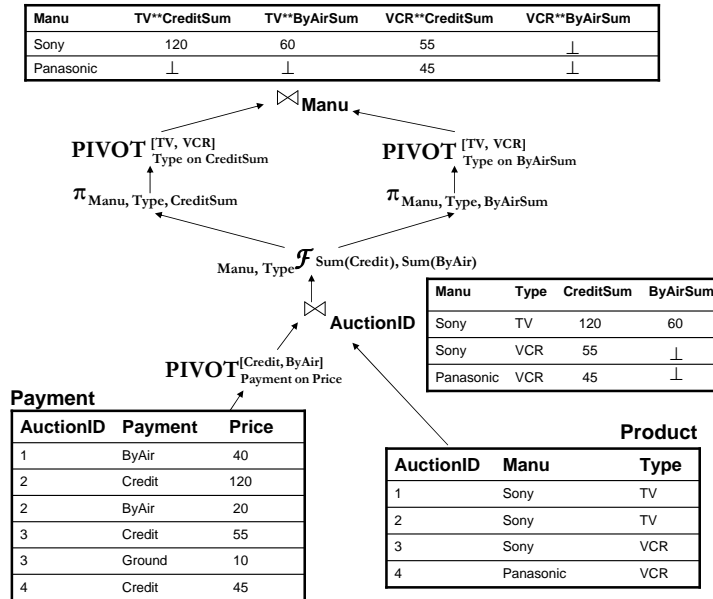 Manu TV**CreditSum TV**ByAirSum VCR**CreditSum VCR**ByAirSum
Sony 120 60 55 ⊥
Panasonic ⊥ ⊥ 45 ⊥
⋈ Manu
PIVOT [TV, VCR] Type on CreditSum
PIVOT [TV, VCR] Type on ByAirSum
π Manu, Type, CreditSum
π Manu, Type, ByAirSum
Manu, Type ℱ Sum(Credit), Sum(ByAir)
⋈ AuctionID
Manu Type CreditSum ByAirSum
Sony TV 120 60
Sony VCR 55 ⊥
Panasonic VCR 45 ⊥
PIVOT [Credit, ByAir] Payment on Price
Payment
AuctionID Payment Price
1 ByAir 40
2 Credit 120
2 ByAir 20
3 Credit 55
3 Ground 10
4 Credit 45
Product
AuctionID Manu Type
1 Sony TV
2 Sony TV
3 Sony VCR
4 Panasonic VCR